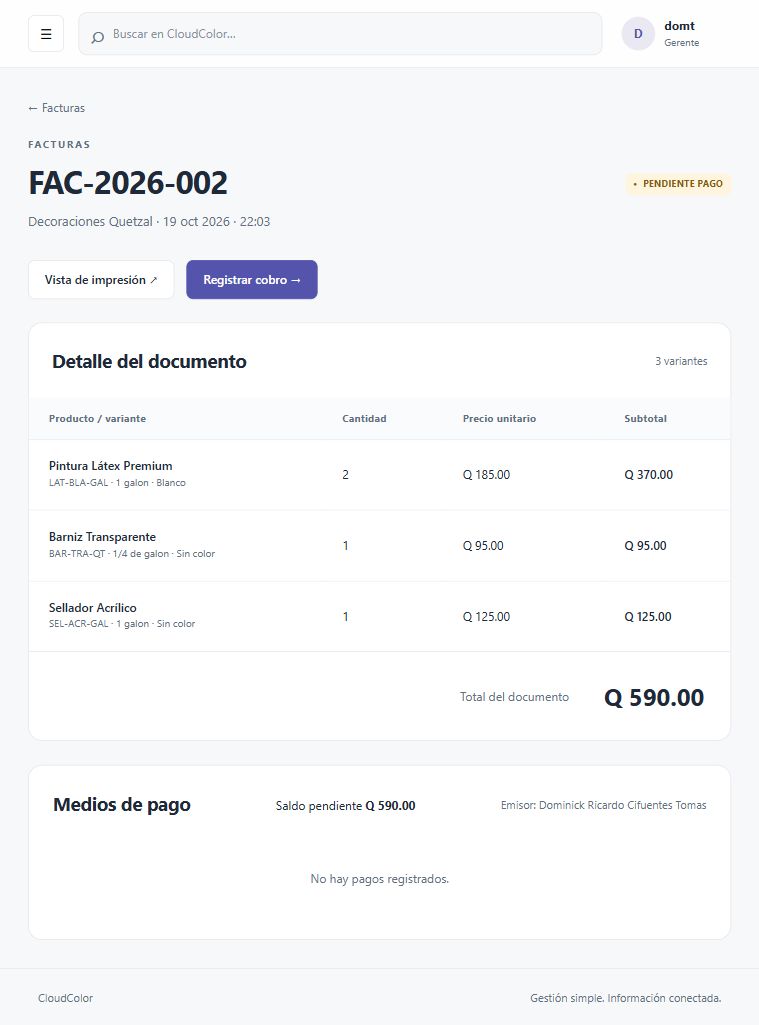 ☰ Buscar en CloudColor... D domt
Gerente
← Facturas
FACTURAS
FAC-2026-002
• PENDIENTE PAGO
Decoraciones Quetzal · 19 oct 2026 · 22:03
Vista de impresión ↗ Registrar cobro →
Detalle del documento 3 variantes
Producto / variante Cantidad Precio unitario Subtotal
Pintura Látex Premium
LAT-BLA-GAL · 1 galon · Blanco
2 Q 185.00 Q 370.00
Barniz Transparente
BAR-TRA-QT · 1/4 de galon · Sin color
1 Q 95.00 Q 95.00
Sellador Acrílico
SEL-ACR-GAL · 1 galon · Sin color
1 Q 125.00 Q 125.00
Total del documento Q 590.00
Medios de pago Saldo pendiente Q 590.00 Emisor: Dominick Ricardo Cifuentes Tomas
No hay pagos registrados.
CloudColor Gestión simple. Información conectada.